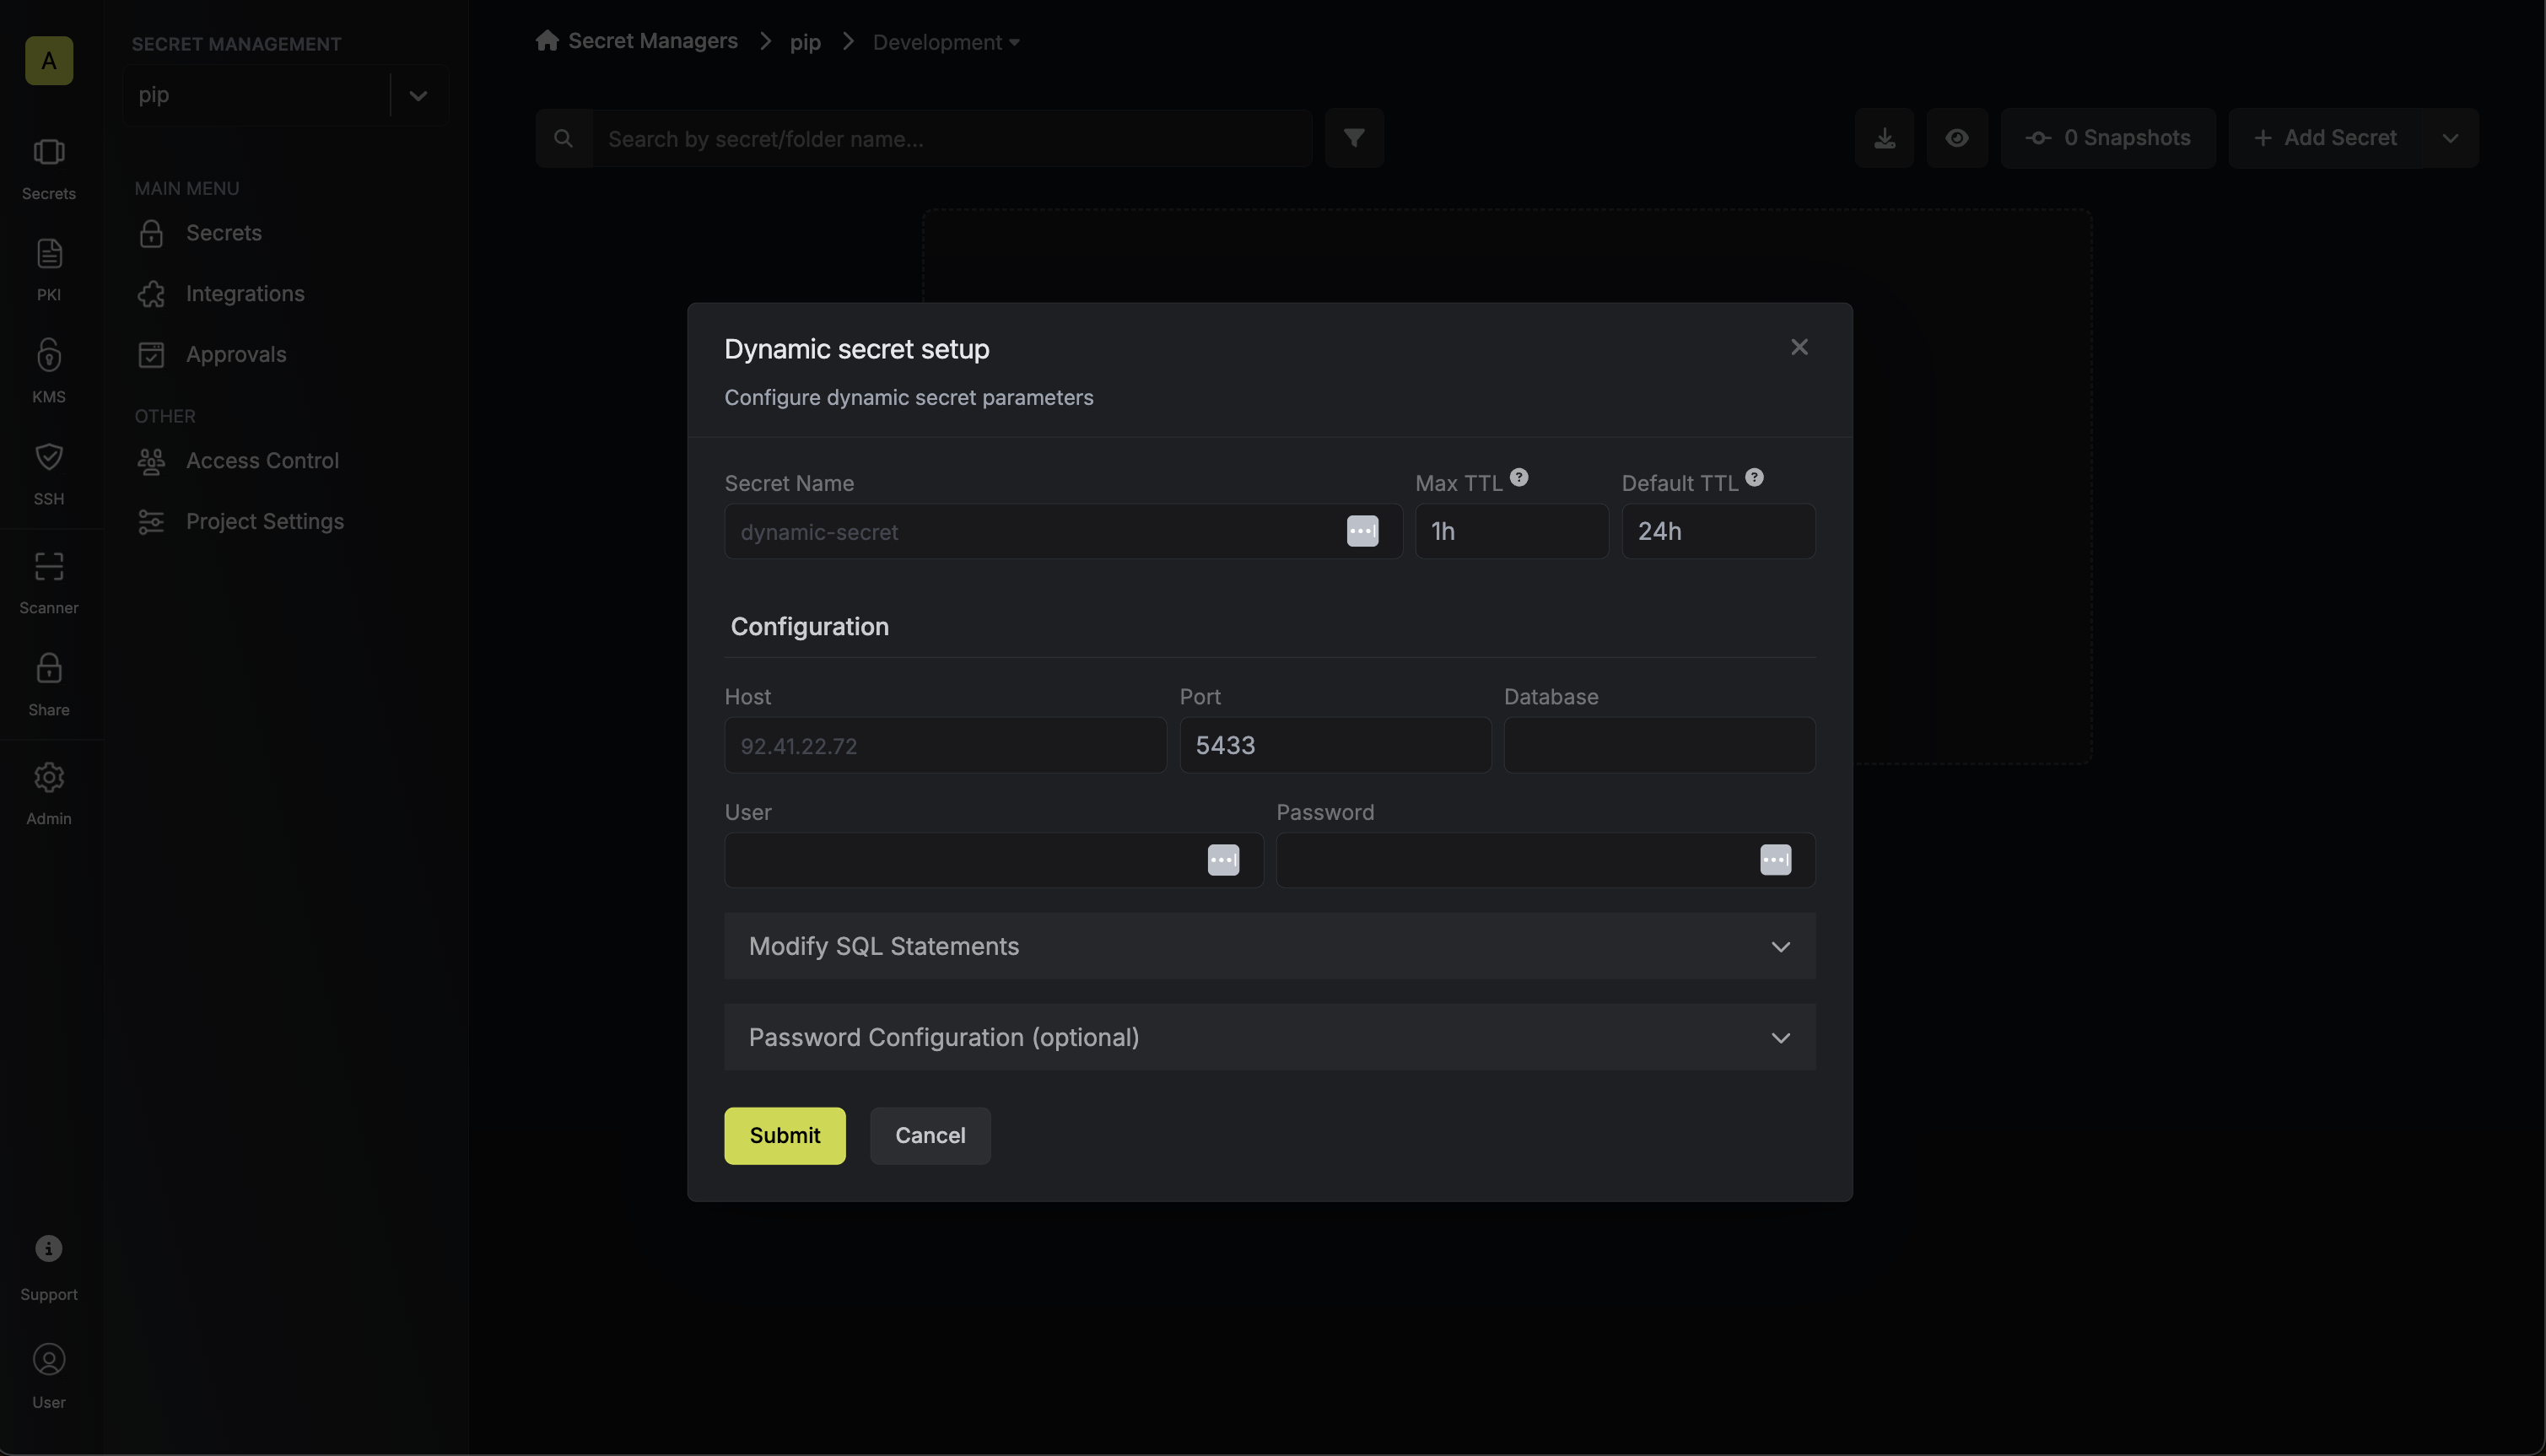 A
Secrets
PKI
KMS
SSH
Scanner
Share
Admin
Support
User
SECRET MANAGEMENT
pip
MAIN MENU
Secrets
Integrations
Approvals
OTHER
Access Control
Project Settings
Secret Managers pip Development
Search by secret/folder name...
0 Snapshots
Add Secret
Dynamic secret setup
Configure dynamic secret parameters
Secret Name Max TTL ? Default TTL ?
dynamic-secret 1h 24h
Configuration
Host Port Database
92.41.22.72 5433
User Password
Modify SQL Statements
Password Configuration (optional)
Submit Cancel